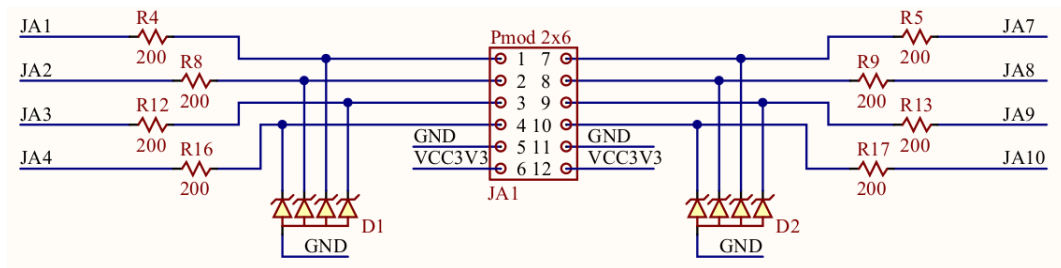 JA1 R4 R5 JA7
200 Pmod 2x6 200
JA2 R8 1 7 R9 JA8
200 2 8 200
JA3 R12 3 9 R13 JA9
200 4 10 200
JA4 R16 GND 5 11 GND R17 JA10
200 VCC3V3 6 12 VCC3V3 200
JA1
D1 D2
GND GND